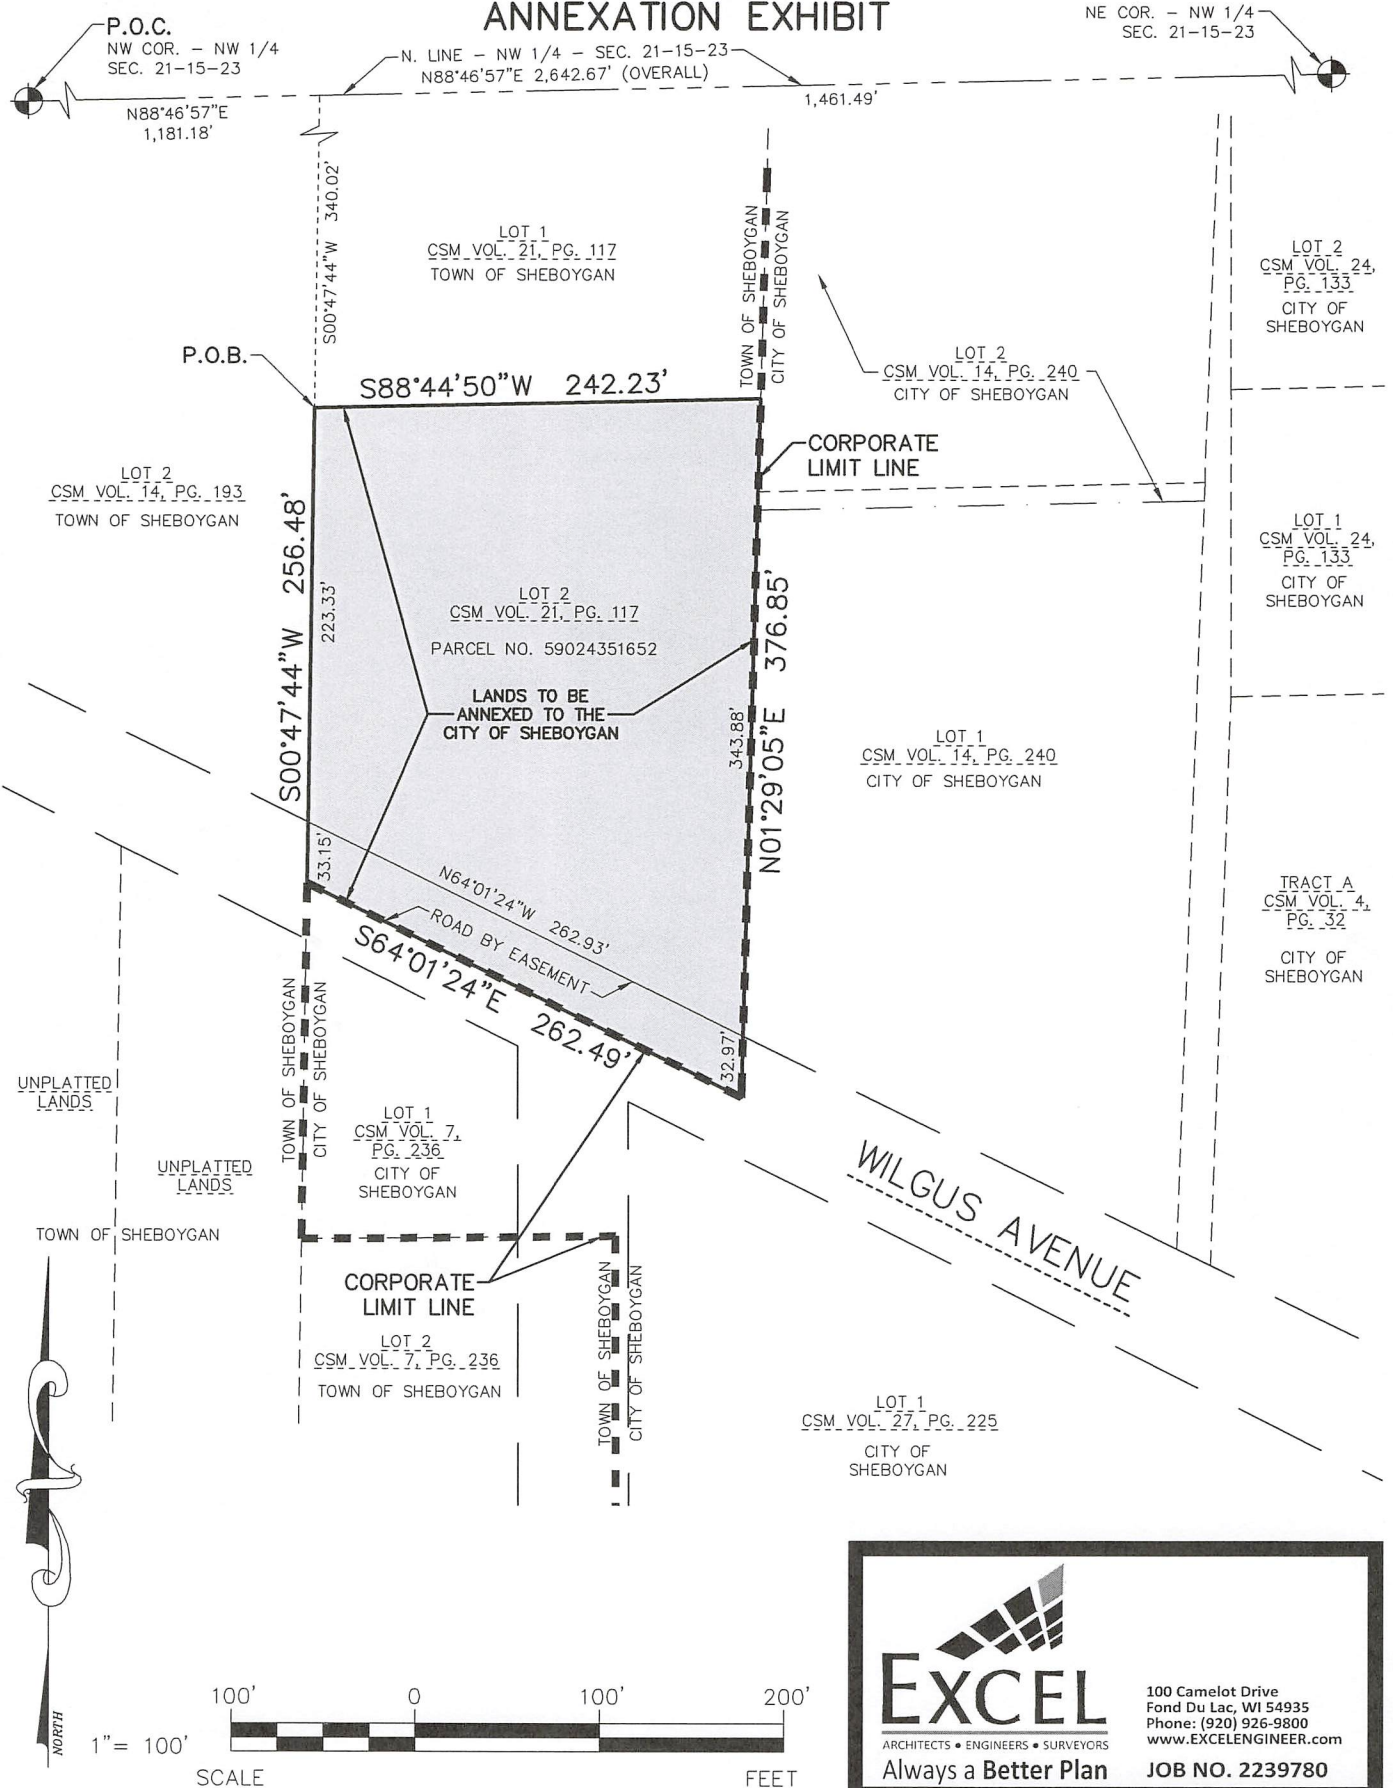 ANNEXATION EXHIBIT
P.O.C.
NW COR. - NW 1/4
SEC. 21-15-23
N. LINE - NW 1/4 - SEC. 21-15-23
N88°46'57"E 2,642.67' (OVERALL)
NE COR. - NW 1/4
SEC. 21-15-23
N88°46'57"E
1,181.18'
1,461.49'
S00°47'44"W 340.02'
LOT 1
CSM VOL. 21, PG. 117
TOWN OF SHEBOYGAN
TOWN OF SHEBOYGAN
CITY OF SHEBOYGAN
LOT 2
CSM VOL. 24,
PG. 133
CITY OF
SHEBOYGAN
P.O.B.
S88°44'50"W 242.23'
LOT 2
CSM VOL. 14, PG. 240
CITY OF SHEBOYGAN
CORPORATE
LIMIT LINE
LOT 2
CSM VOL. 14, PG. 193
TOWN OF SHEBOYGAN
S00°47'44"W 256.48'
223.33'
LOT 2
CSM VOL. 21, PG. 117
PARCEL NO. 59024351652
LANDS TO BE
ANNEXED TO THE
CITY OF SHEBOYGAN
343.88'
N01°29'05"E 376.85'
LOT 1
CSM VOL. 24,
PG. 133
CITY OF
SHEBOYGAN
LOT 1
CSM VOL. 14, PG. 240
CITY OF SHEBOYGAN
33.15'
N64°01'24"W 262.93'
ROAD BY EASEMENT
S64°01'24"E 262.49'
32.97'
TRACT A
CSM VOL. 4,
PG. 32
CITY OF
SHEBOYGAN
TOWN OF SHEBOYGAN
CITY OF SHEBOYGAN
UNPLATTED
LANDS
UNPLATTED
LANDS
TOWN OF SHEBOYGAN
LOT 1
CSM VOL. 7,
PG. 236
CITY OF
SHEBOYGAN
WILGUS AVENUE
CORPORATE
LIMIT LINE
LOT 2
CSM VOL. 7, PG. 236
TOWN OF SHEBOYGAN
TOWN OF SHEBOYGAN
CITY OF SHEBOYGAN
LOT 1
CSM VOL. 27, PG. 225
CITY OF
SHEBOYGAN
NORTH
1"= 100'
100' 0 100' 200'
SCALE FEET
EXCEL
ARCHITECTS • ENGINEERS • SURVEYORS
Always a Better Plan
100 Camelot Drive
Fond Du Lac, WI 54935
Phone: (920) 926-9800
www.EXCELENGINEER.com
JOB NO. 2239780